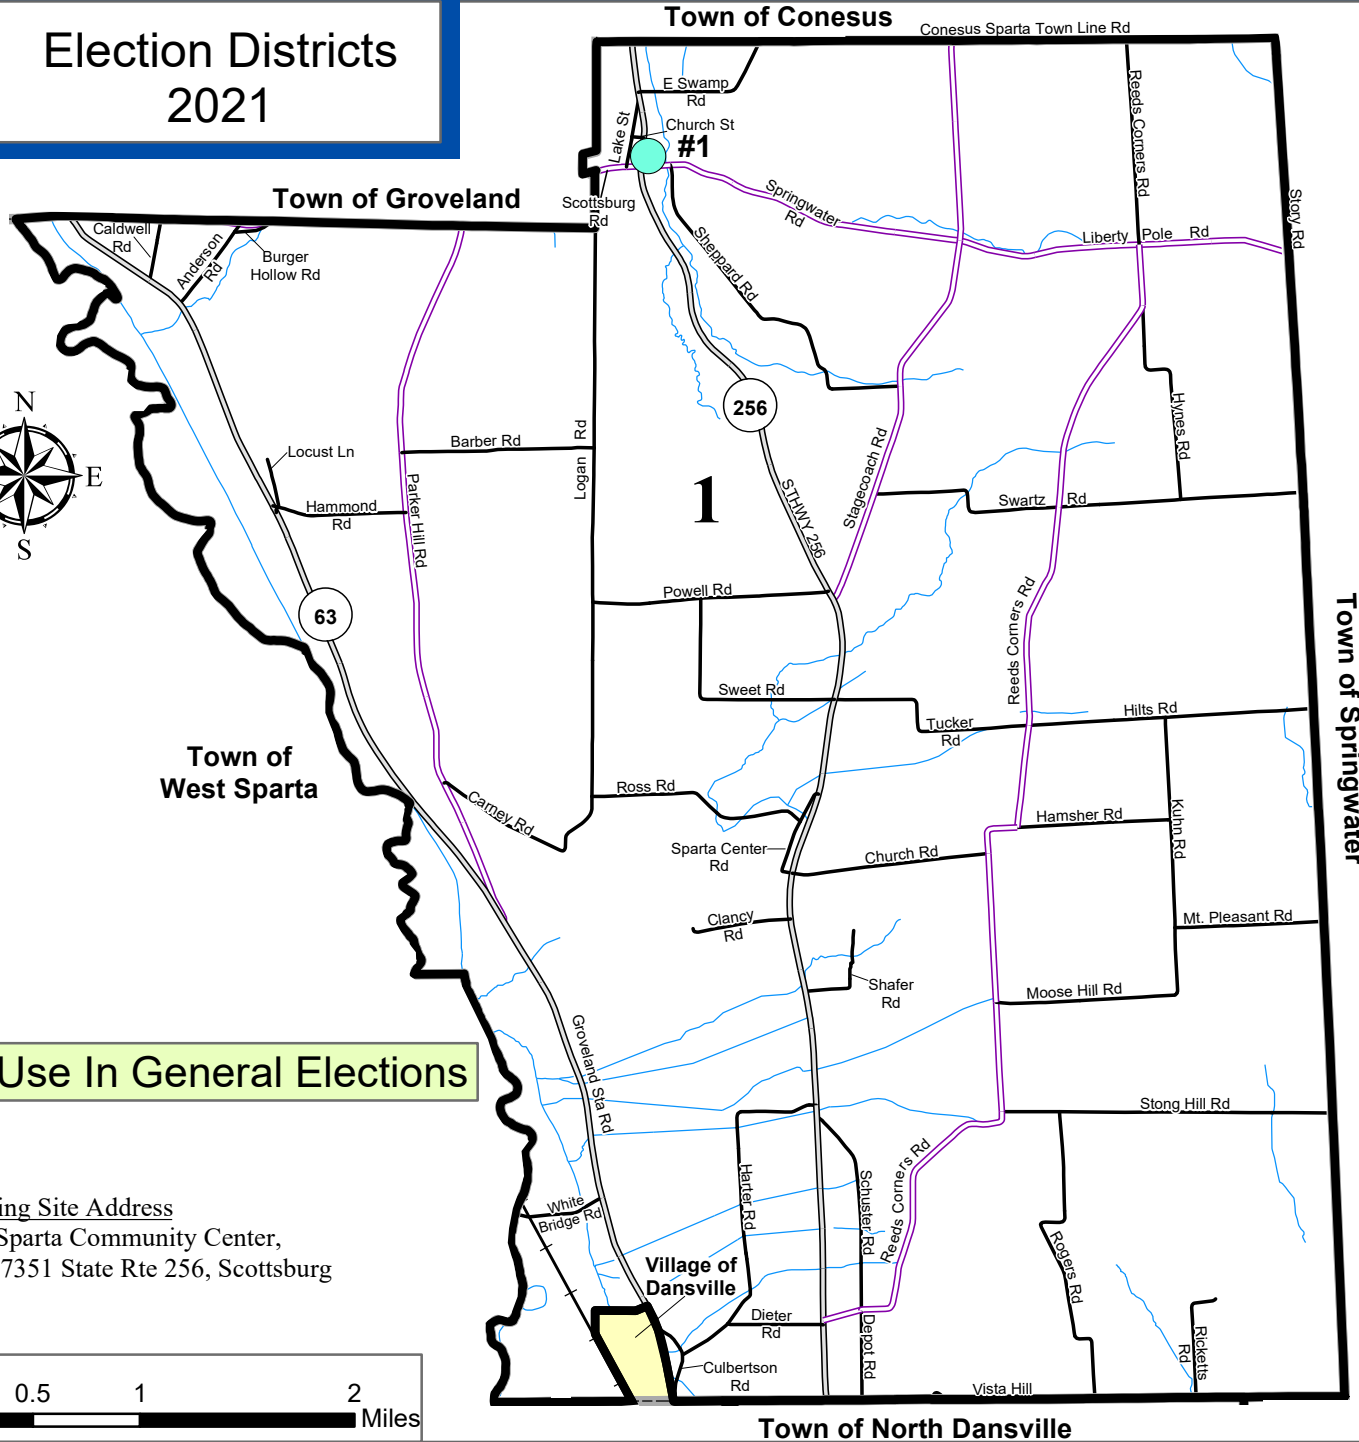 Election Districts
2021
Town of Conesus
Conesus Sparta Town Line Rd
E Swamp
Rd
Lake St
Church St
#1
Reeds Corners Rd
Town of Groveland
Scottsburg
Rd
Springwater
Rd
Liberty Pole Rd
Story Rd
Caldwell
Rd
Anderson
Rd
Burger
Hollow Rd
Sheppard Rd
256
N
E
S
Locust Ln
Barber Rd
Logan Rd
Hynes Rd
Hammond
Rd
Parker Hill Rd
1
STHWY 256
Stagecoach Rd
Swartz Rd
63
Powell Rd
Reeds Corners Rd
Town of Springwater
Sweet Rd
Tucker
Rd
Hilts Rd
Town of
West Sparta
Carney Rd
Ross Rd
Sparta Center
Rd
Church Rd
Hamsher Rd
Kuhn Rd
Clancy
Rd
Mt. Pleasant Rd
Shafer
Rd
Moose Hill Rd
Groveland Sta Rd
Use In General Elections
Stong Hill Rd
Harter Rd
Schuster Rd
Reeds Corners Rd
White
Bridge Rd
ing Site Address
Sparta Community Center,
7351 State Rte 256, Scottsburg
Village of
Dansville
Rogers Rd
Dieter
Rd
Depot Rd
Ricketts
Rd
Culbertson
Rd
Vista Hill
0.5 1 2
Miles
Town of North Dansville